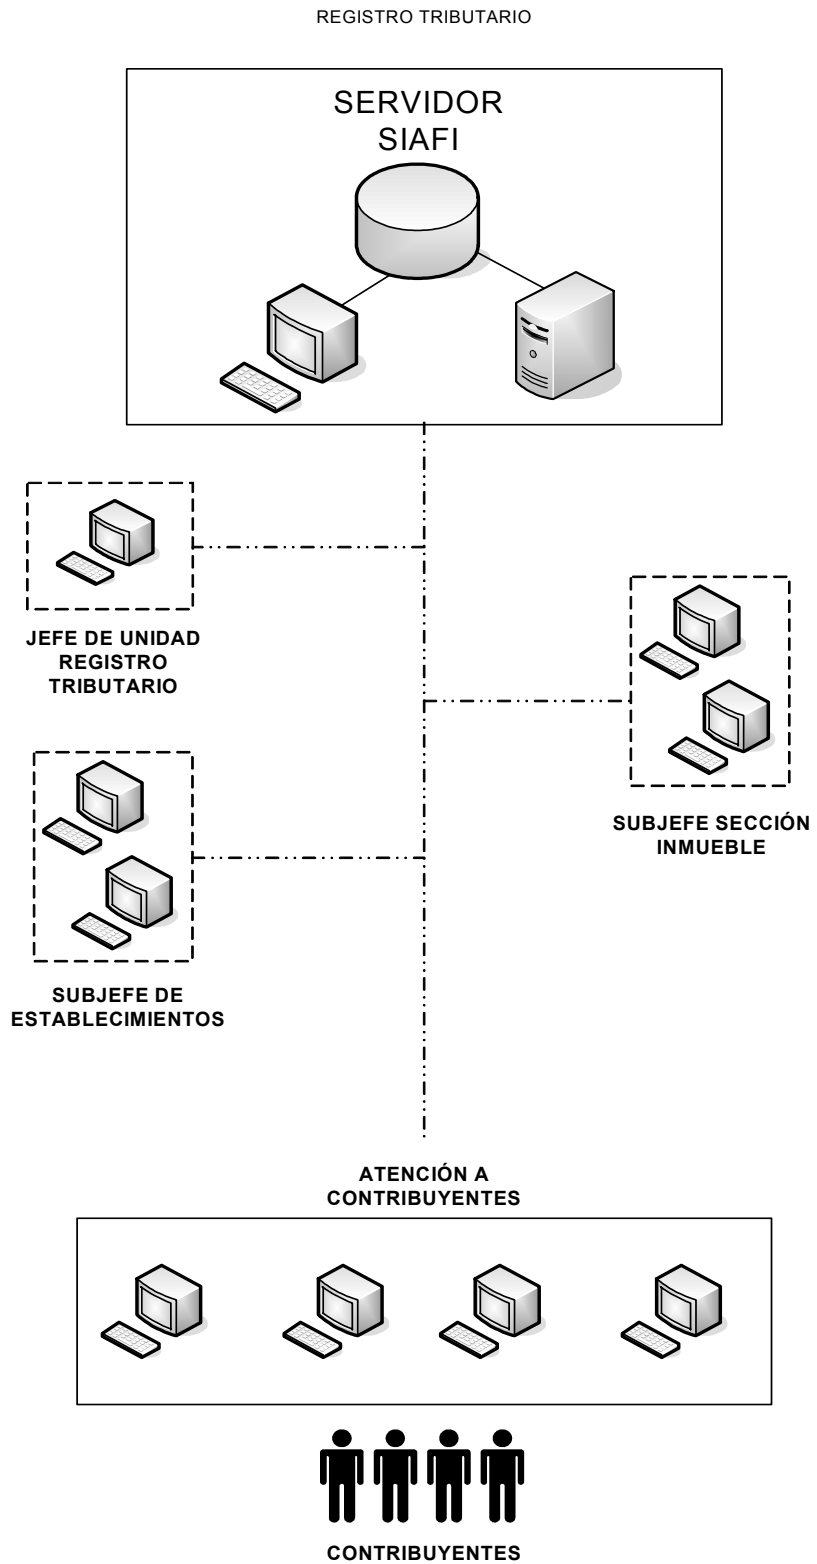 REGISTRO TRIBUTARIO
SERVIDOR
SIAFI
JEFE DE UNIDAD
REGISTRO
TRIBUTARIO
SUBJEFE SECCIÓN
INMUEBLE
SUBJEFE DE
ESTABLECIMIENTOS
ATENCIÓN A
CONTRIBUYENTES
CONTRIBUYENTES